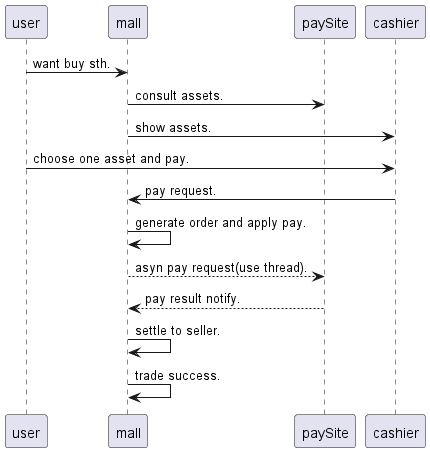 user mall paySite cashier
want buy sth.
consult assets.
show assets.
choose one asset and pay.
pay request.
generate order and apply pay.
asyn pay request(use thread).
pay result notify.
settle to seller.
trade success.
user mall paySite cashier